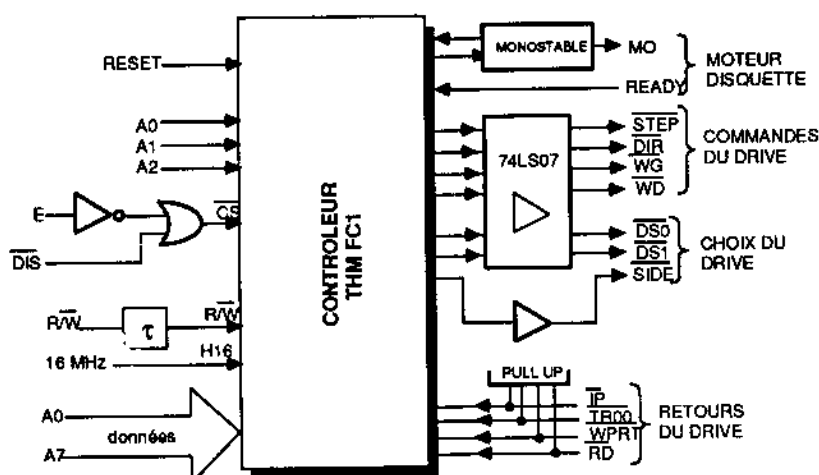 RESET
A0
A1
A2
E
DIS
CS
R/W
τ
R/W
16 MHz
H16
A0
données
A7
CONTROLEUR
THM FC1
MONOSTABLE
MO
READY
MOTEUR
DISQUETTE
74LS07
STEP
DIR
WG
WD
COMMANDES
DU DRIVE
DS0
DS1
SIDE
CHOIX DU
DRIVE
PULL UP
IP
TR00
WPRT
RD
RETOURS
DU DRIVE